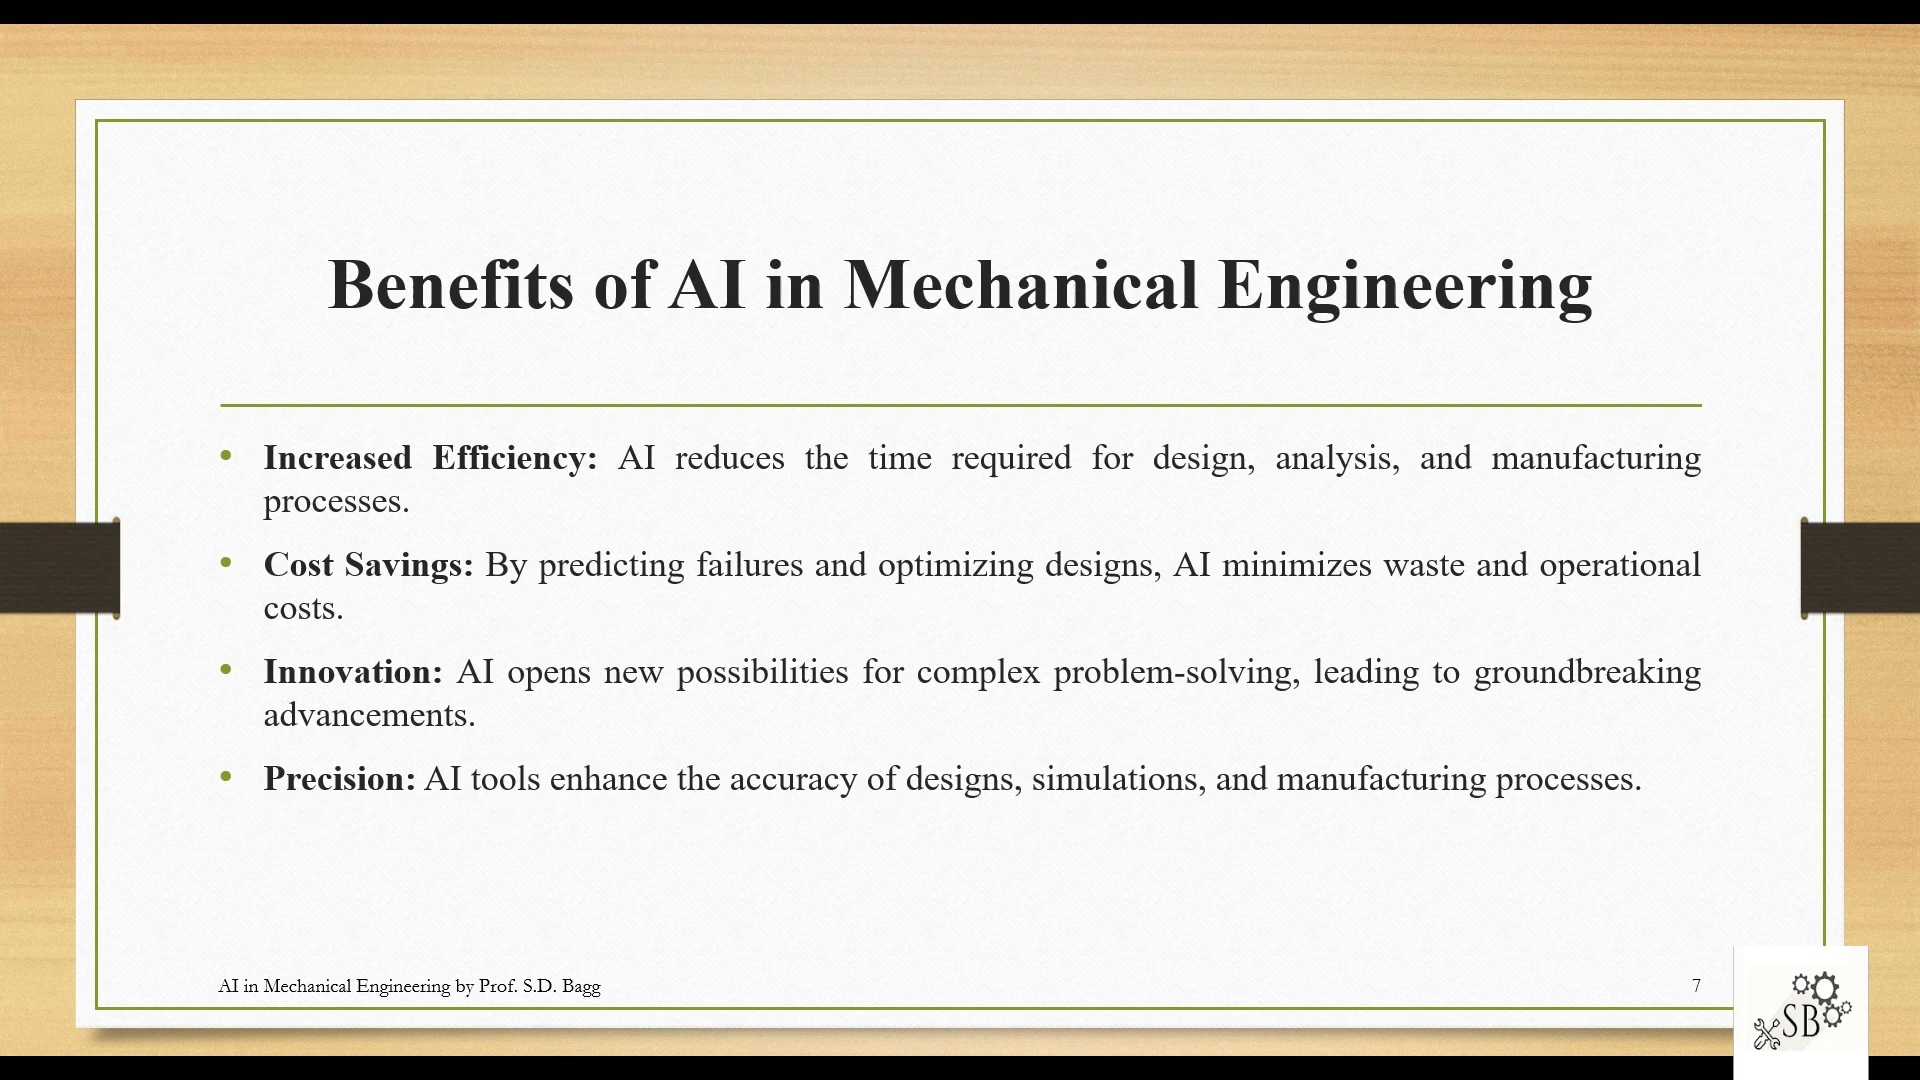 Benefits of AI in Mechanical Engineering
• Increased Efficiency: AI reduces the time required for design, analysis, and manufacturing
processes.
• Cost Savings: By predicting failures and optimizing designs, AI minimizes waste and operational
costs.
• Innovation: AI opens new possibilities for complex problem-solving, leading to groundbreaking
advancements.
• Precision: AI tools enhance the accuracy of designs, simulations, and manufacturing processes.
AI in Mechanical Engineering by Prof. S.D. Bagg
7
SB